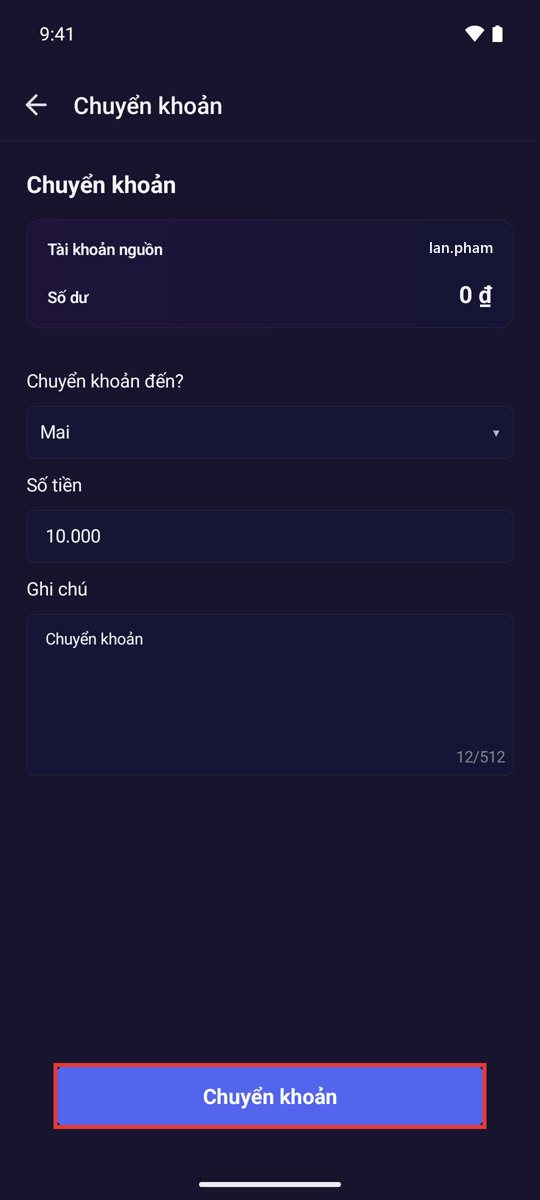 9:41
Chuyển khoản
Chuyển khoản
Tài khoản nguồn lan.pham
Số dư 0 ₫
Chuyển khoản đến?
Mai
Số tiền
10.000
Ghi chú
Chuyển khoản
12/512
Chuyển khoản